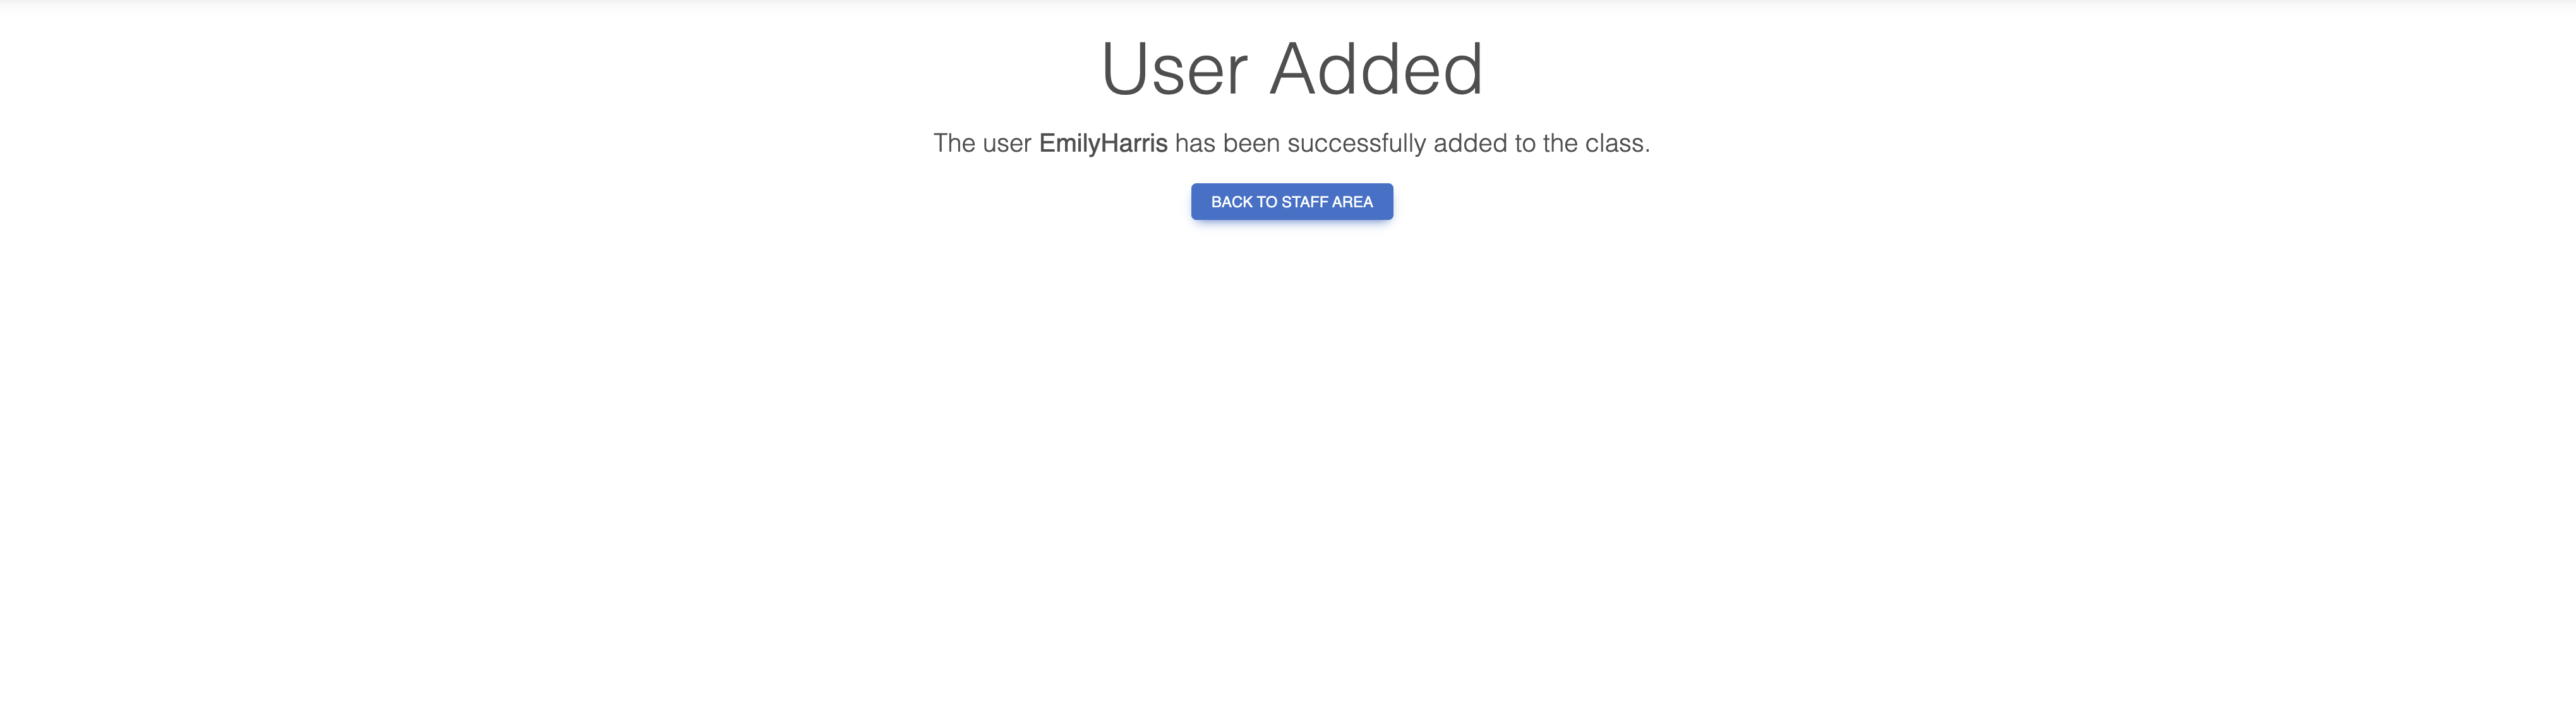 User Added
The user EmilyHarris has been successfully added to the class.
BACK TO STAFF AREA